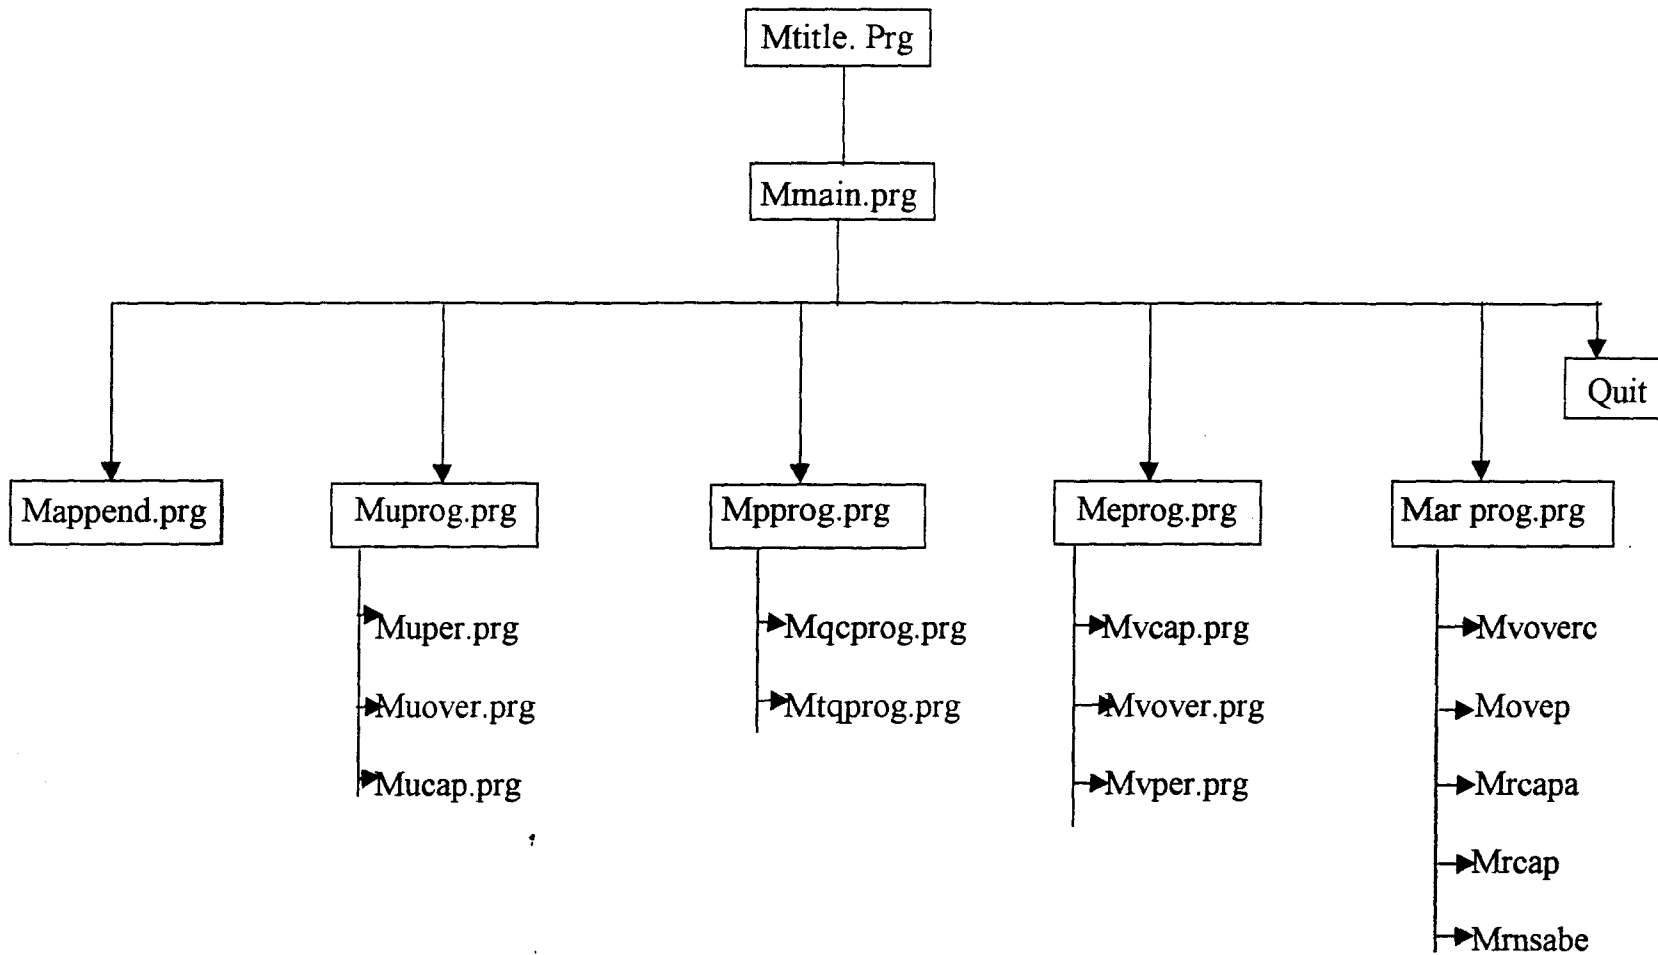 Mtitle. Prg
Mmain.prg
Quit
Mappend.prg
Muprog.prg
Mpprog.prg
Meprog.prg
Mar prog.prg
Muper.prg
Muover.prg
Mucap.prg
Mqcprog.prg
Mtqprog.prg
Mvcap.prg
Mvover.prg
Mvper.prg
Mvoverc
Movep
Mrcapa
Mrcap
Mrnsabe